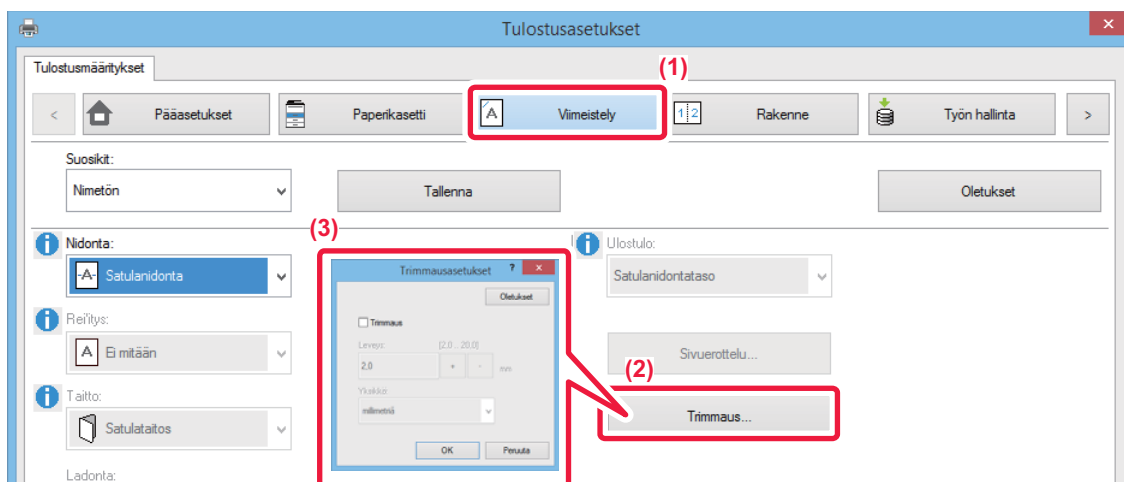 Tulostusasetukset
×
Tulostusmääritykset
(1)
<
Pääasetukset
Paperikasetti
A
Viimeistely
1 2
Rakenne
Työn hallinta
>
Suosikit:
Nimetön
Tallenna
Oletukset
(3)
i Nidonta:
-A- Satulanidonta
i Rei'itys:
A Ei mitään
i Taitto:
Satulataitos
Ladonta:
Trimmausasetukset ? ×
Oletukset
Trimmaus
Leveys: [2,0 .. 20,0]
2,0 mm
Yksikkö:
millimetriä
OK Peruuta
i Ulostulo:
Satulanidontataso
Sivuerottelu...
(2)
Trimmaus...